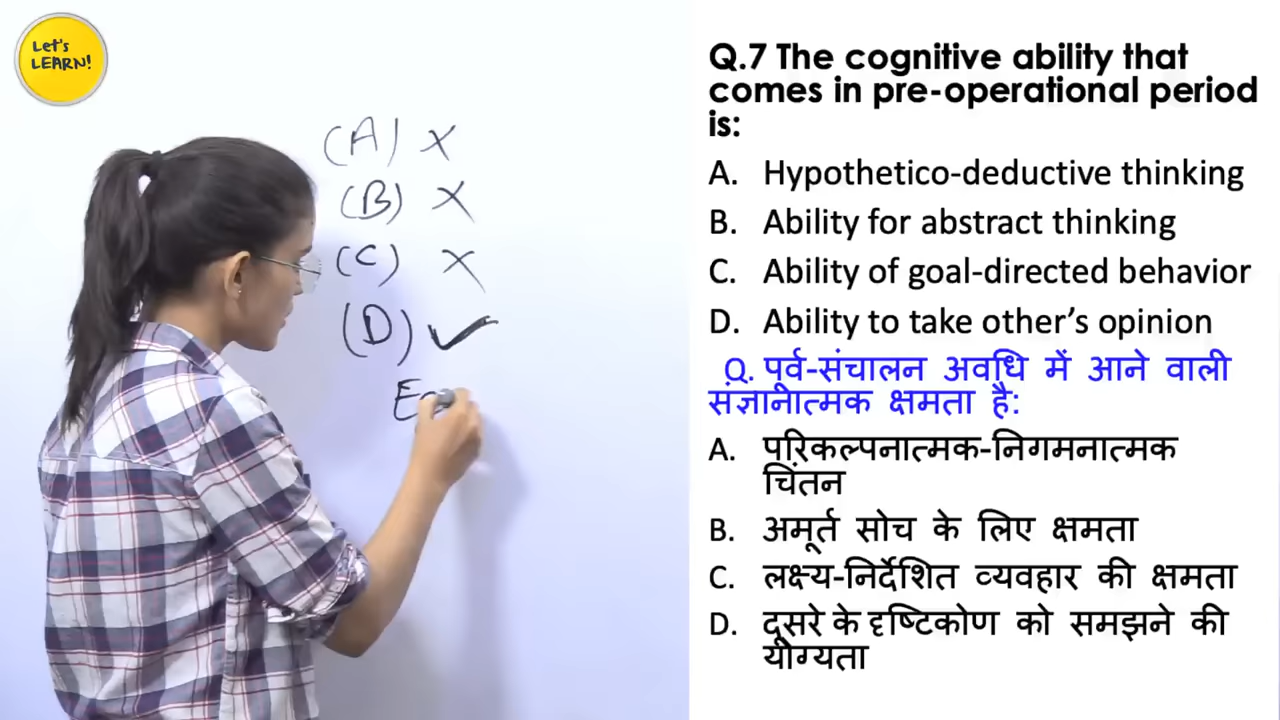 Let's
LEARN!
(A) ×
(B) ×
(C) ×
(D) ✓
Q.7 The cognitive ability that
comes in pre-operational period
is:
A. Hypothetico-deductive thinking
B. Ability for abstract thinking
C. Ability of goal-directed behavior
D. Ability to take other's opinion
Q. पूर्व-संचालन अवधि में आने वाली
संज्ञानात्मक क्षमता है:
A. परिकल्पनात्मक-निगमनात्मक
चिंतन
B. अमूर्त सोच के लिए क्षमता
C. लक्ष्य-निर्देशित व्यवहार की क्षमता
D. दूसरे के दृष्टिकोण को समझने की
योग्यता